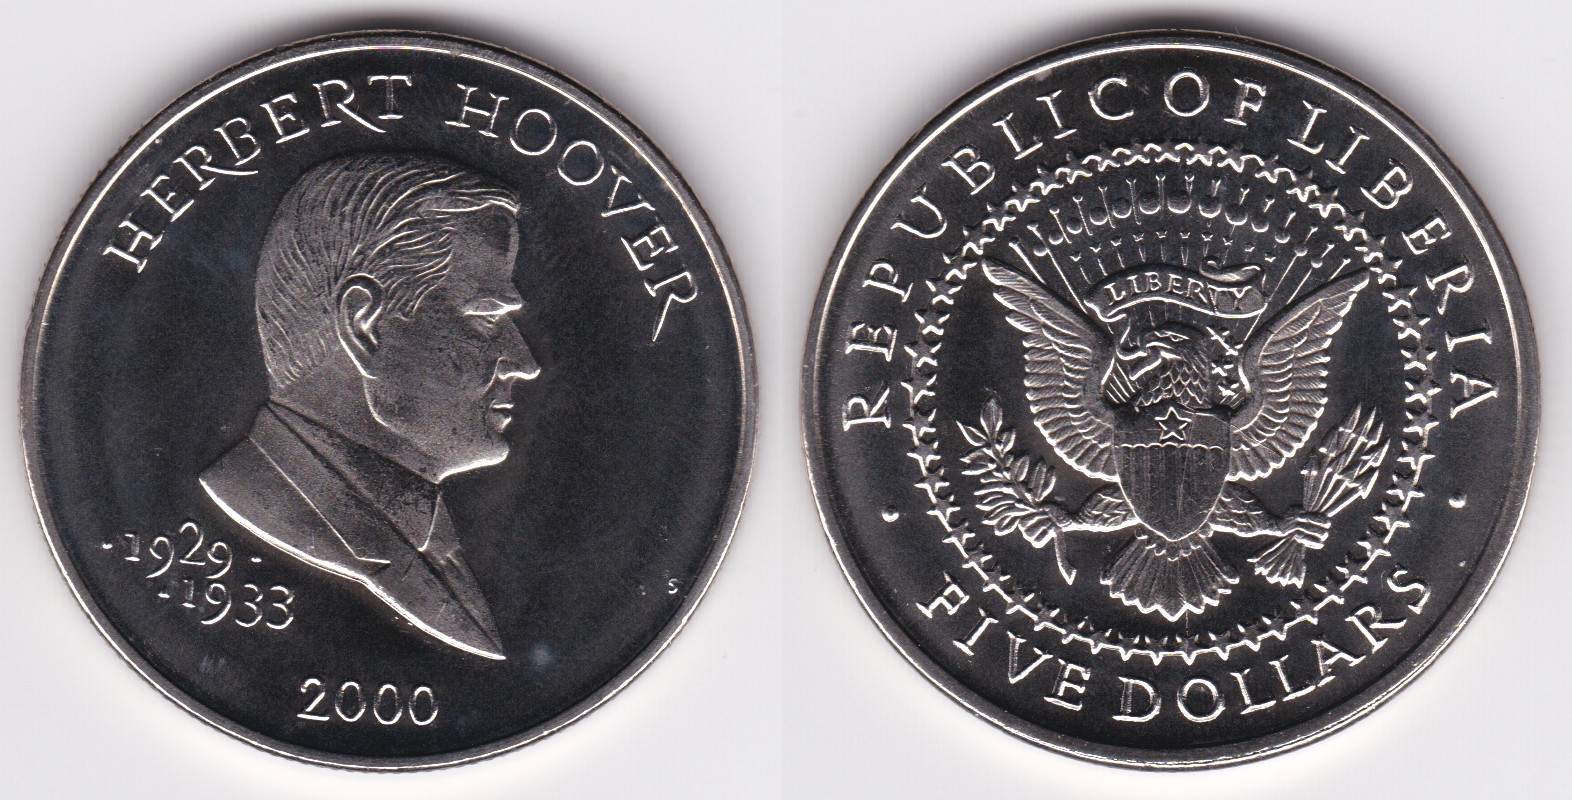 HERBERT HOOVER
·1929·
·1933
2000
S
REPUBLIC OF LIBERIA
LIBERTY
· FIVE DOLLARS ·